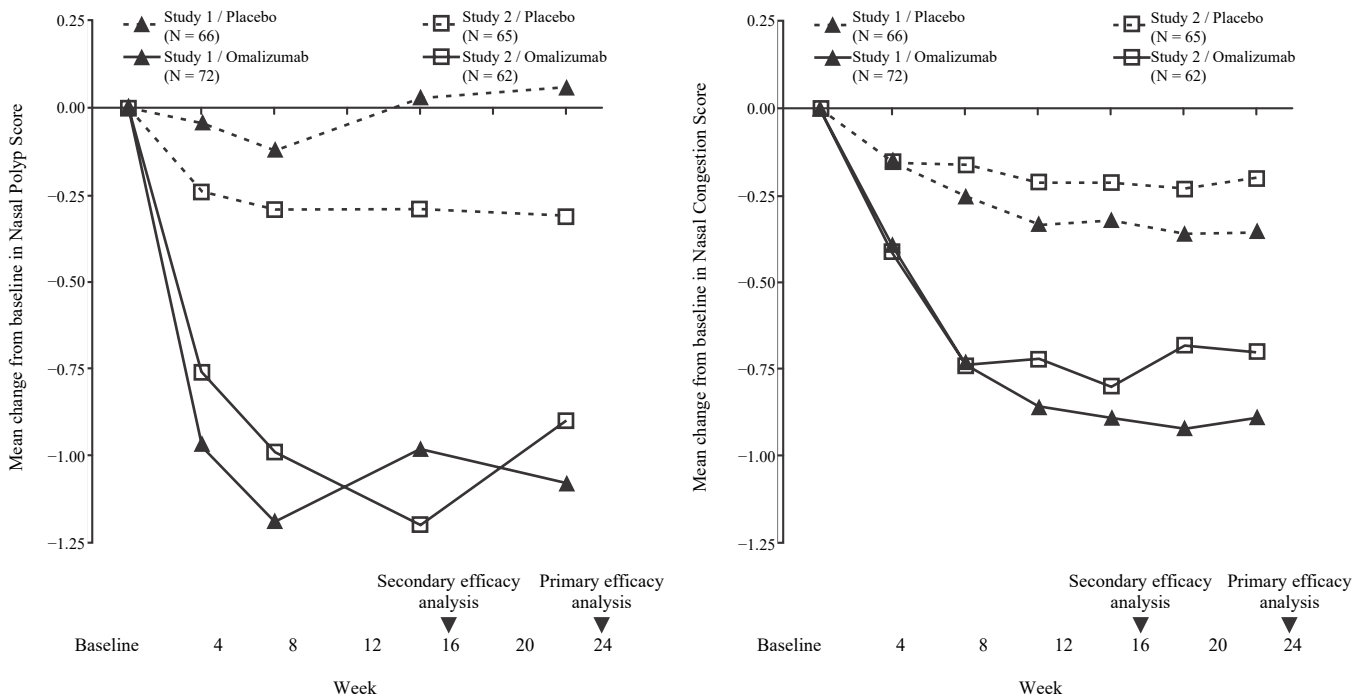 0.25
0.00
−0.25
−0.50
−0.75
−1.00
−1.25
Mean change from baseline in Nasal Polyp Score
Study 1 / Placebo
(N = 66)
Study 1 / Omalizumab
(N = 72)
Study 2 / Placebo
(N = 65)
Study 2 / Omalizumab
(N = 62)
Secondary efficacy
analysis
Primary efficacy
analysis
Baseline 4 8 12 16 20 24
Week
0.25
0.00
−0.25
−0.50
−0.75
−1.00
−1.25
Mean change from baseline in Nasal Congestion Score
Study 1 / Placebo
(N = 66)
Study 1 / Omalizumab
(N = 72)
Study 2 / Placebo
(N = 65)
Study 2 / Omalizumab
(N = 62)
Secondary efficacy
analysis
Primary efficacy
analysis
Baseline 4 8 12 16 20 24
Week